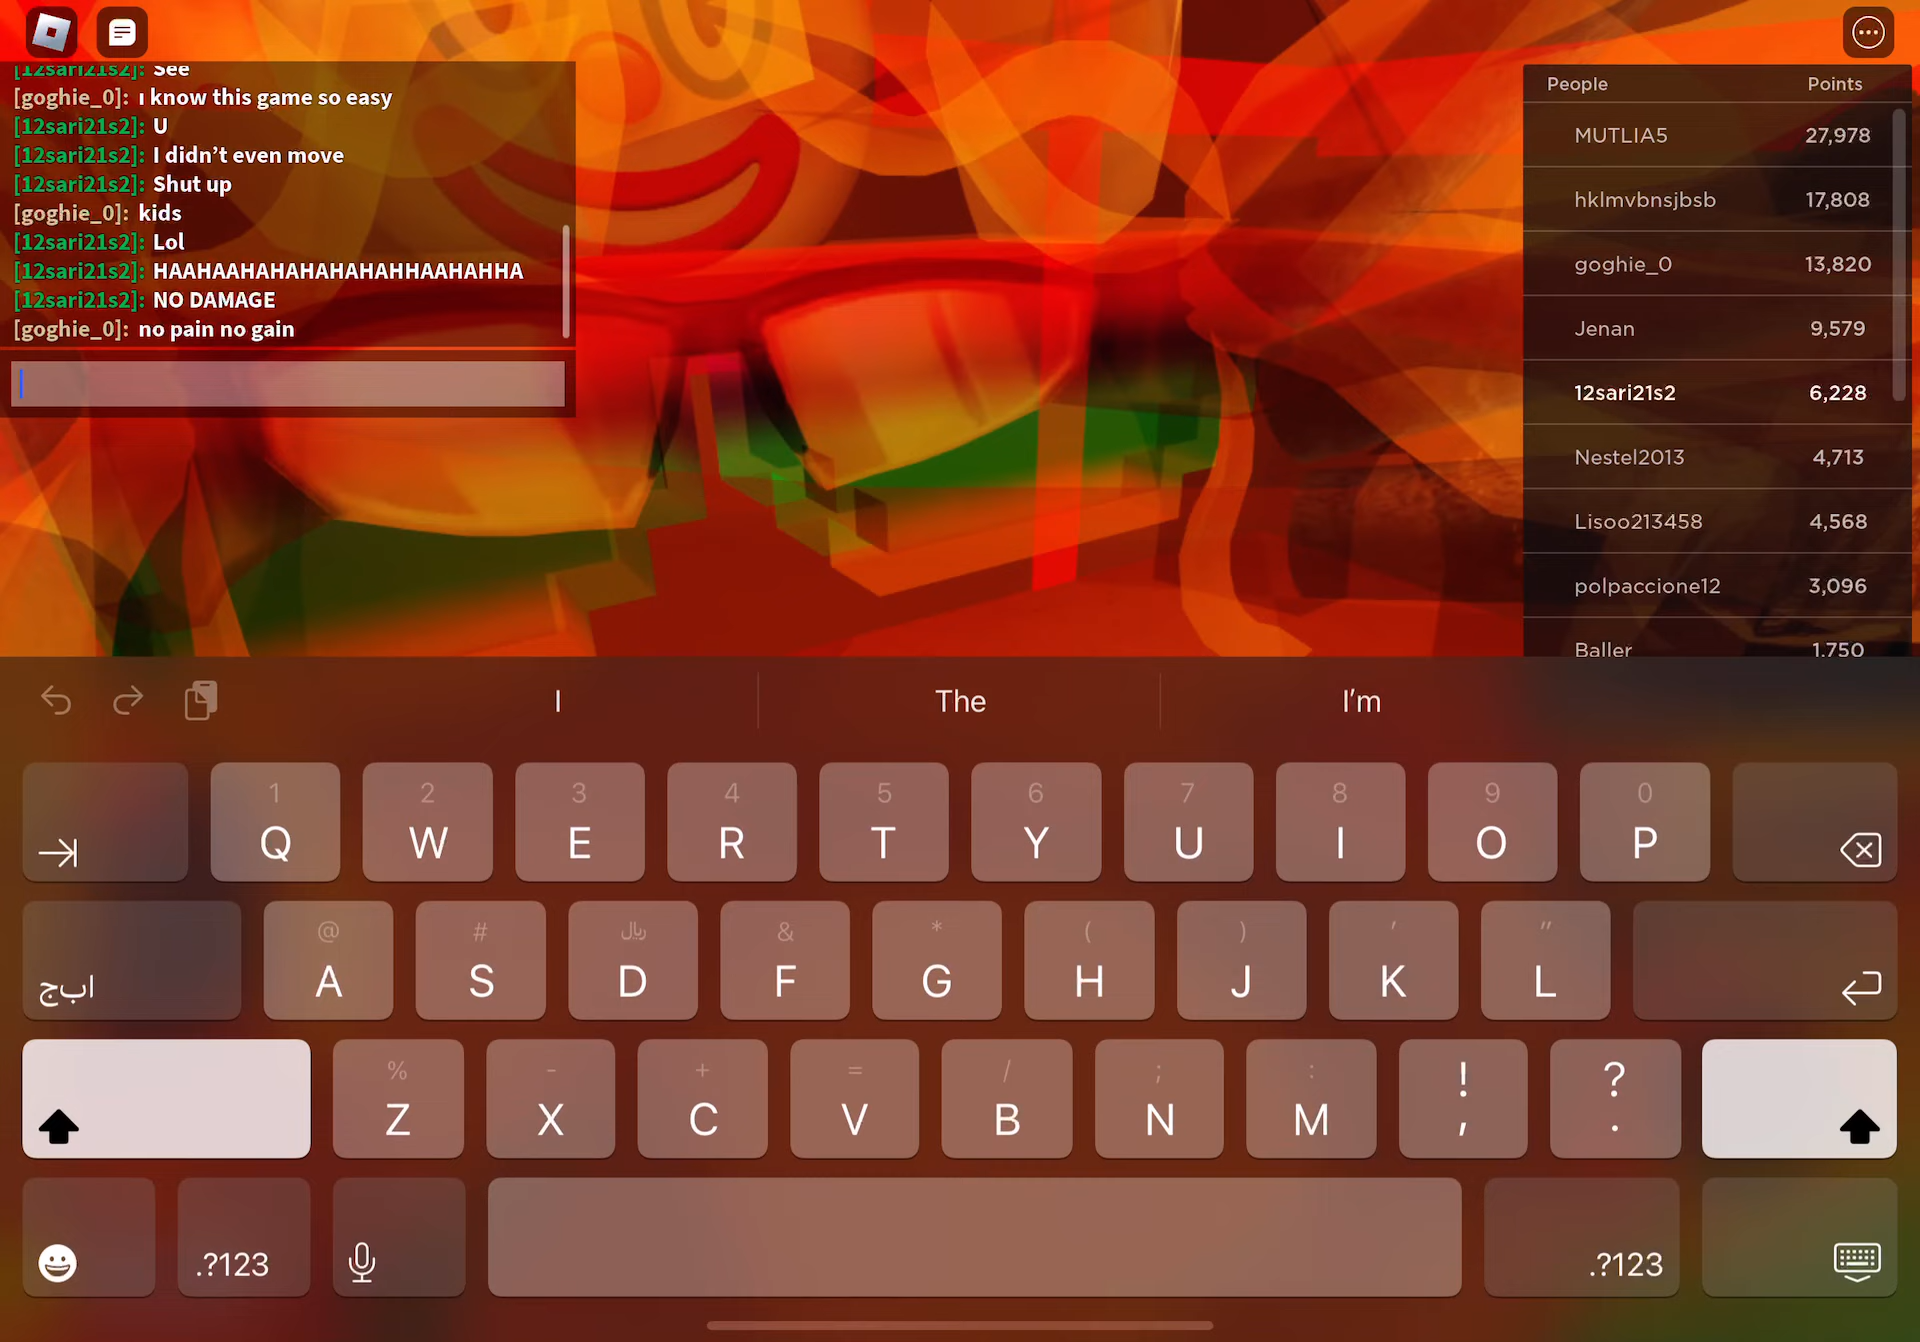 [12sari21s2]: See
[goghie_0]: ı know this game so easy
[12sari21s2]: U
[12sari21s2]: I didn’t even move
[12sari21s2]: Shut up
[goghie_0]: kids
[12sari21s2]: Lol
[12sari21s2]: HAAHAAHAHAHAHAHAHHAAHAHHA
[12sari21s2]: NO DAMAGE
[goghie_0]: no pain no gain
People Points
MUTLIA5 27,978
hklmvbnsjbsb 17,808
goghie_0 13,820
Jenan 9,579
12sari21s2 6,228
Nestel2013 4,713
Lisoo213458 4,568
polpaccione12 3,096
Baller 1,750
I The I’m
1 2 3 4 5 6 7 8 9 0
Q W E R T Y U I O P
@ # ﷼ & * ( ) ' "
ابج A S D F G H J K L
% - + = / ; : ! ?
Z X C V B N M , .
.?123 .?123